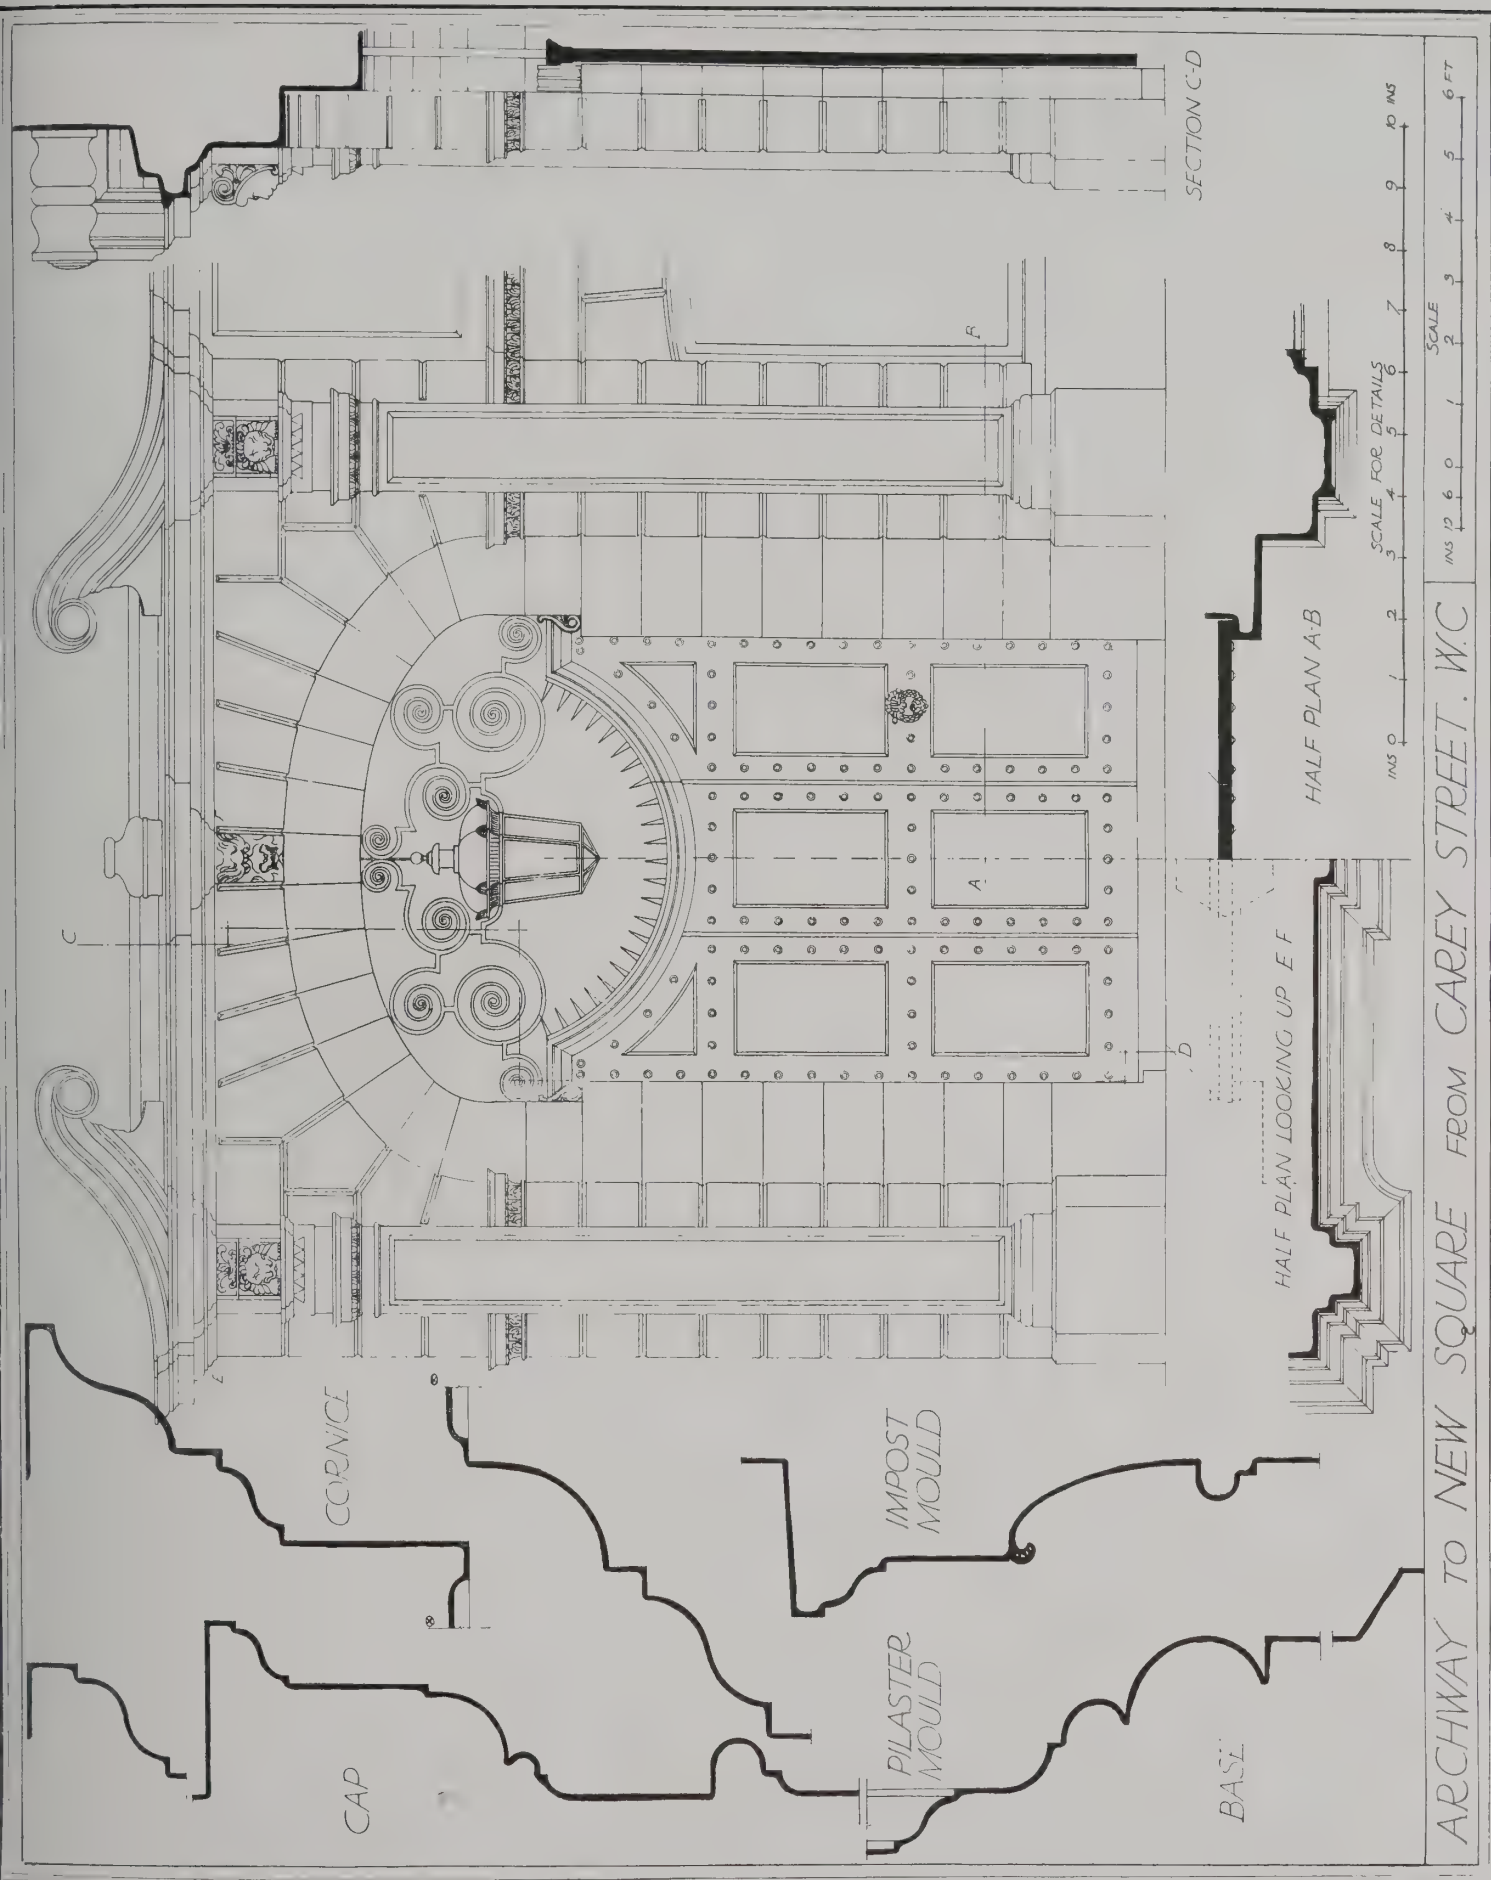 CORNICE
CAP
IMPOST
MOULD
PILASTER
MOULD
BASE
C
E
A
B
D
SECTION C-D
HALF PLAN LOOKING UP E F
HALF PLAN A-B
SCALE FOR DETAILS
INS 0 1 2 3 4 5 6 7 8 9 10 INS
ARCHWAY TO NEW SQUARE FROM CAREY STREET. W.C
SCALE
INS 12 6 0 1 2 3 4 5 6 FT